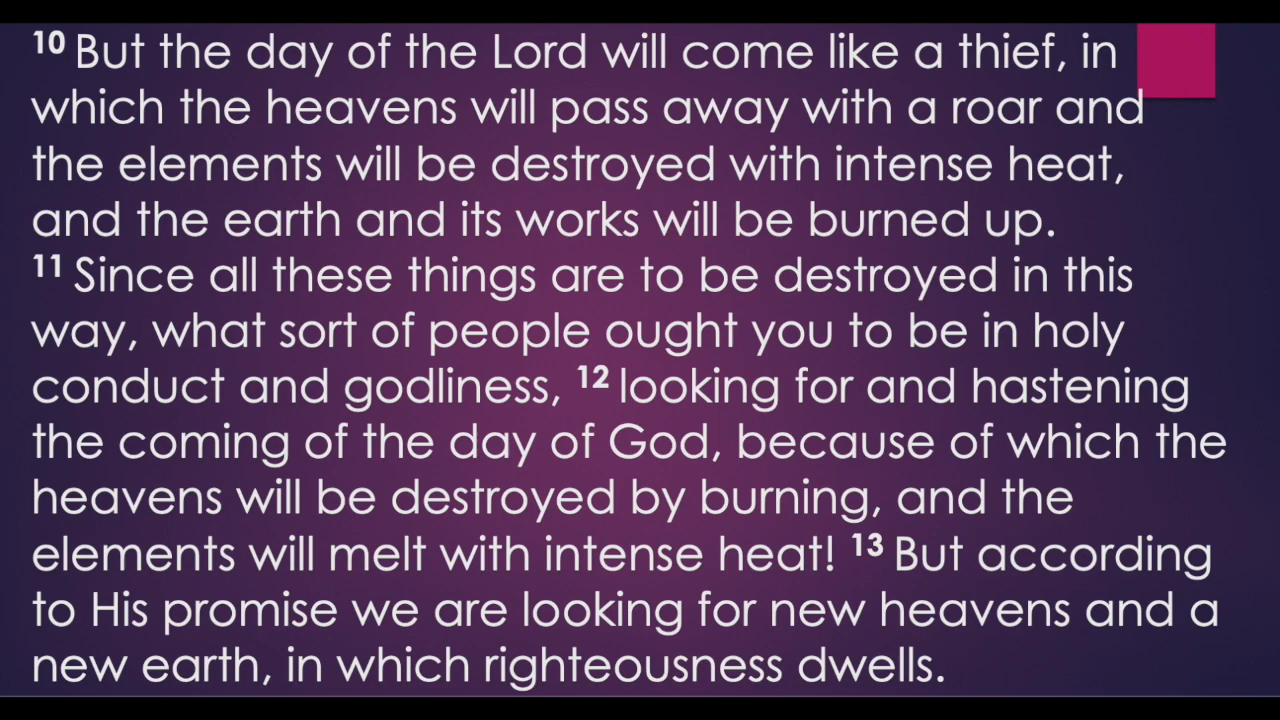 10 But the day of the Lord will come like a thief, in
which the heavens will pass away with a roar and
the elements will be destroyed with intense heat,
and the earth and its works will be burned up.
11 Since all these things are to be destroyed in this
way, what sort of people ought you to be in holy
conduct and godliness, 12 looking for and hastening
the coming of the day of God, because of which the
heavens will be destroyed by burning, and the
elements will melt with intense heat! 13 But according
to His promise we are looking for new heavens and a
new earth, in which righteousness dwells.